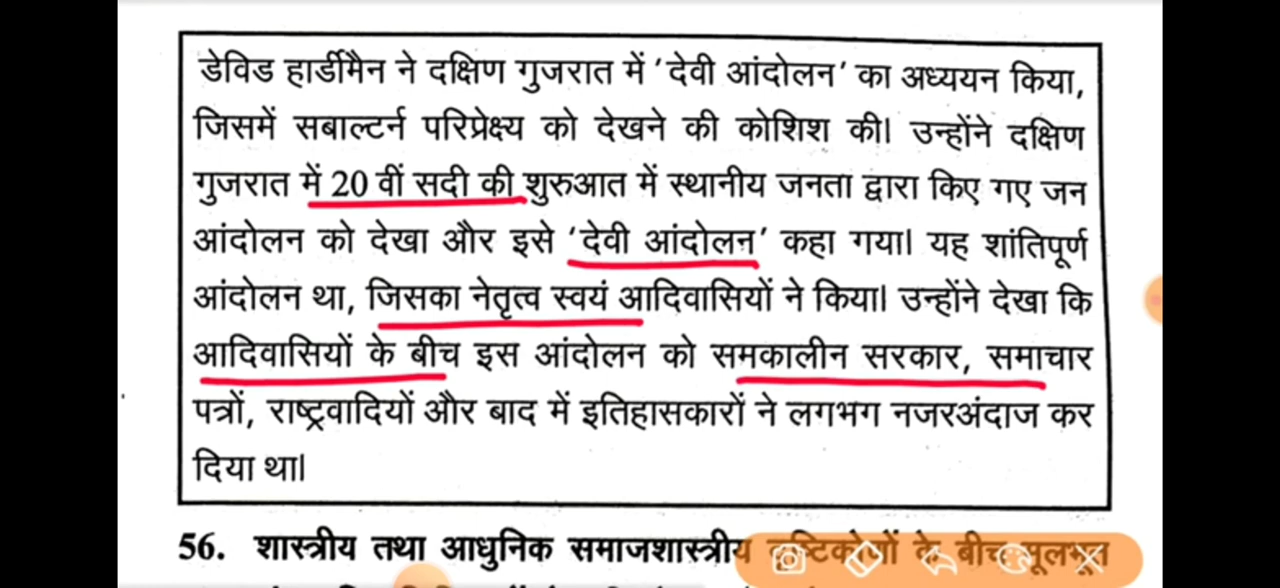 डेविड हार्डीमैन ने दक्षिण गुजरात में 'देवी आंदोलन' का अध्ययन किया,
जिसमें सबाल्टर्न परिप्रेक्ष्य को देखने की कोशिश की। उन्होंने दक्षिण
गुजरात में 20 वीं सदी की शुरुआत में स्थानीय जनता द्वारा किए गए जन
आंदोलन को देखा और इसे 'देवी आंदोलन' कहा गया। यह शांतिपूर्ण
आंदोलन था, जिसका नेतृत्व स्वयं आदिवासियों ने किया। उन्होंने देखा कि
आदिवासियों के बीच इस आंदोलन को समकालीन सरकार, समाचार
पत्रों, राष्ट्रवादियों और बाद में इतिहासकारों ने लगभग नजरअंदाज कर
दिया था।
56. शास्त्रीय तथा आधुनिक समाजशास्त्रीय दृष्टिकोणों के बीच मूलभूत